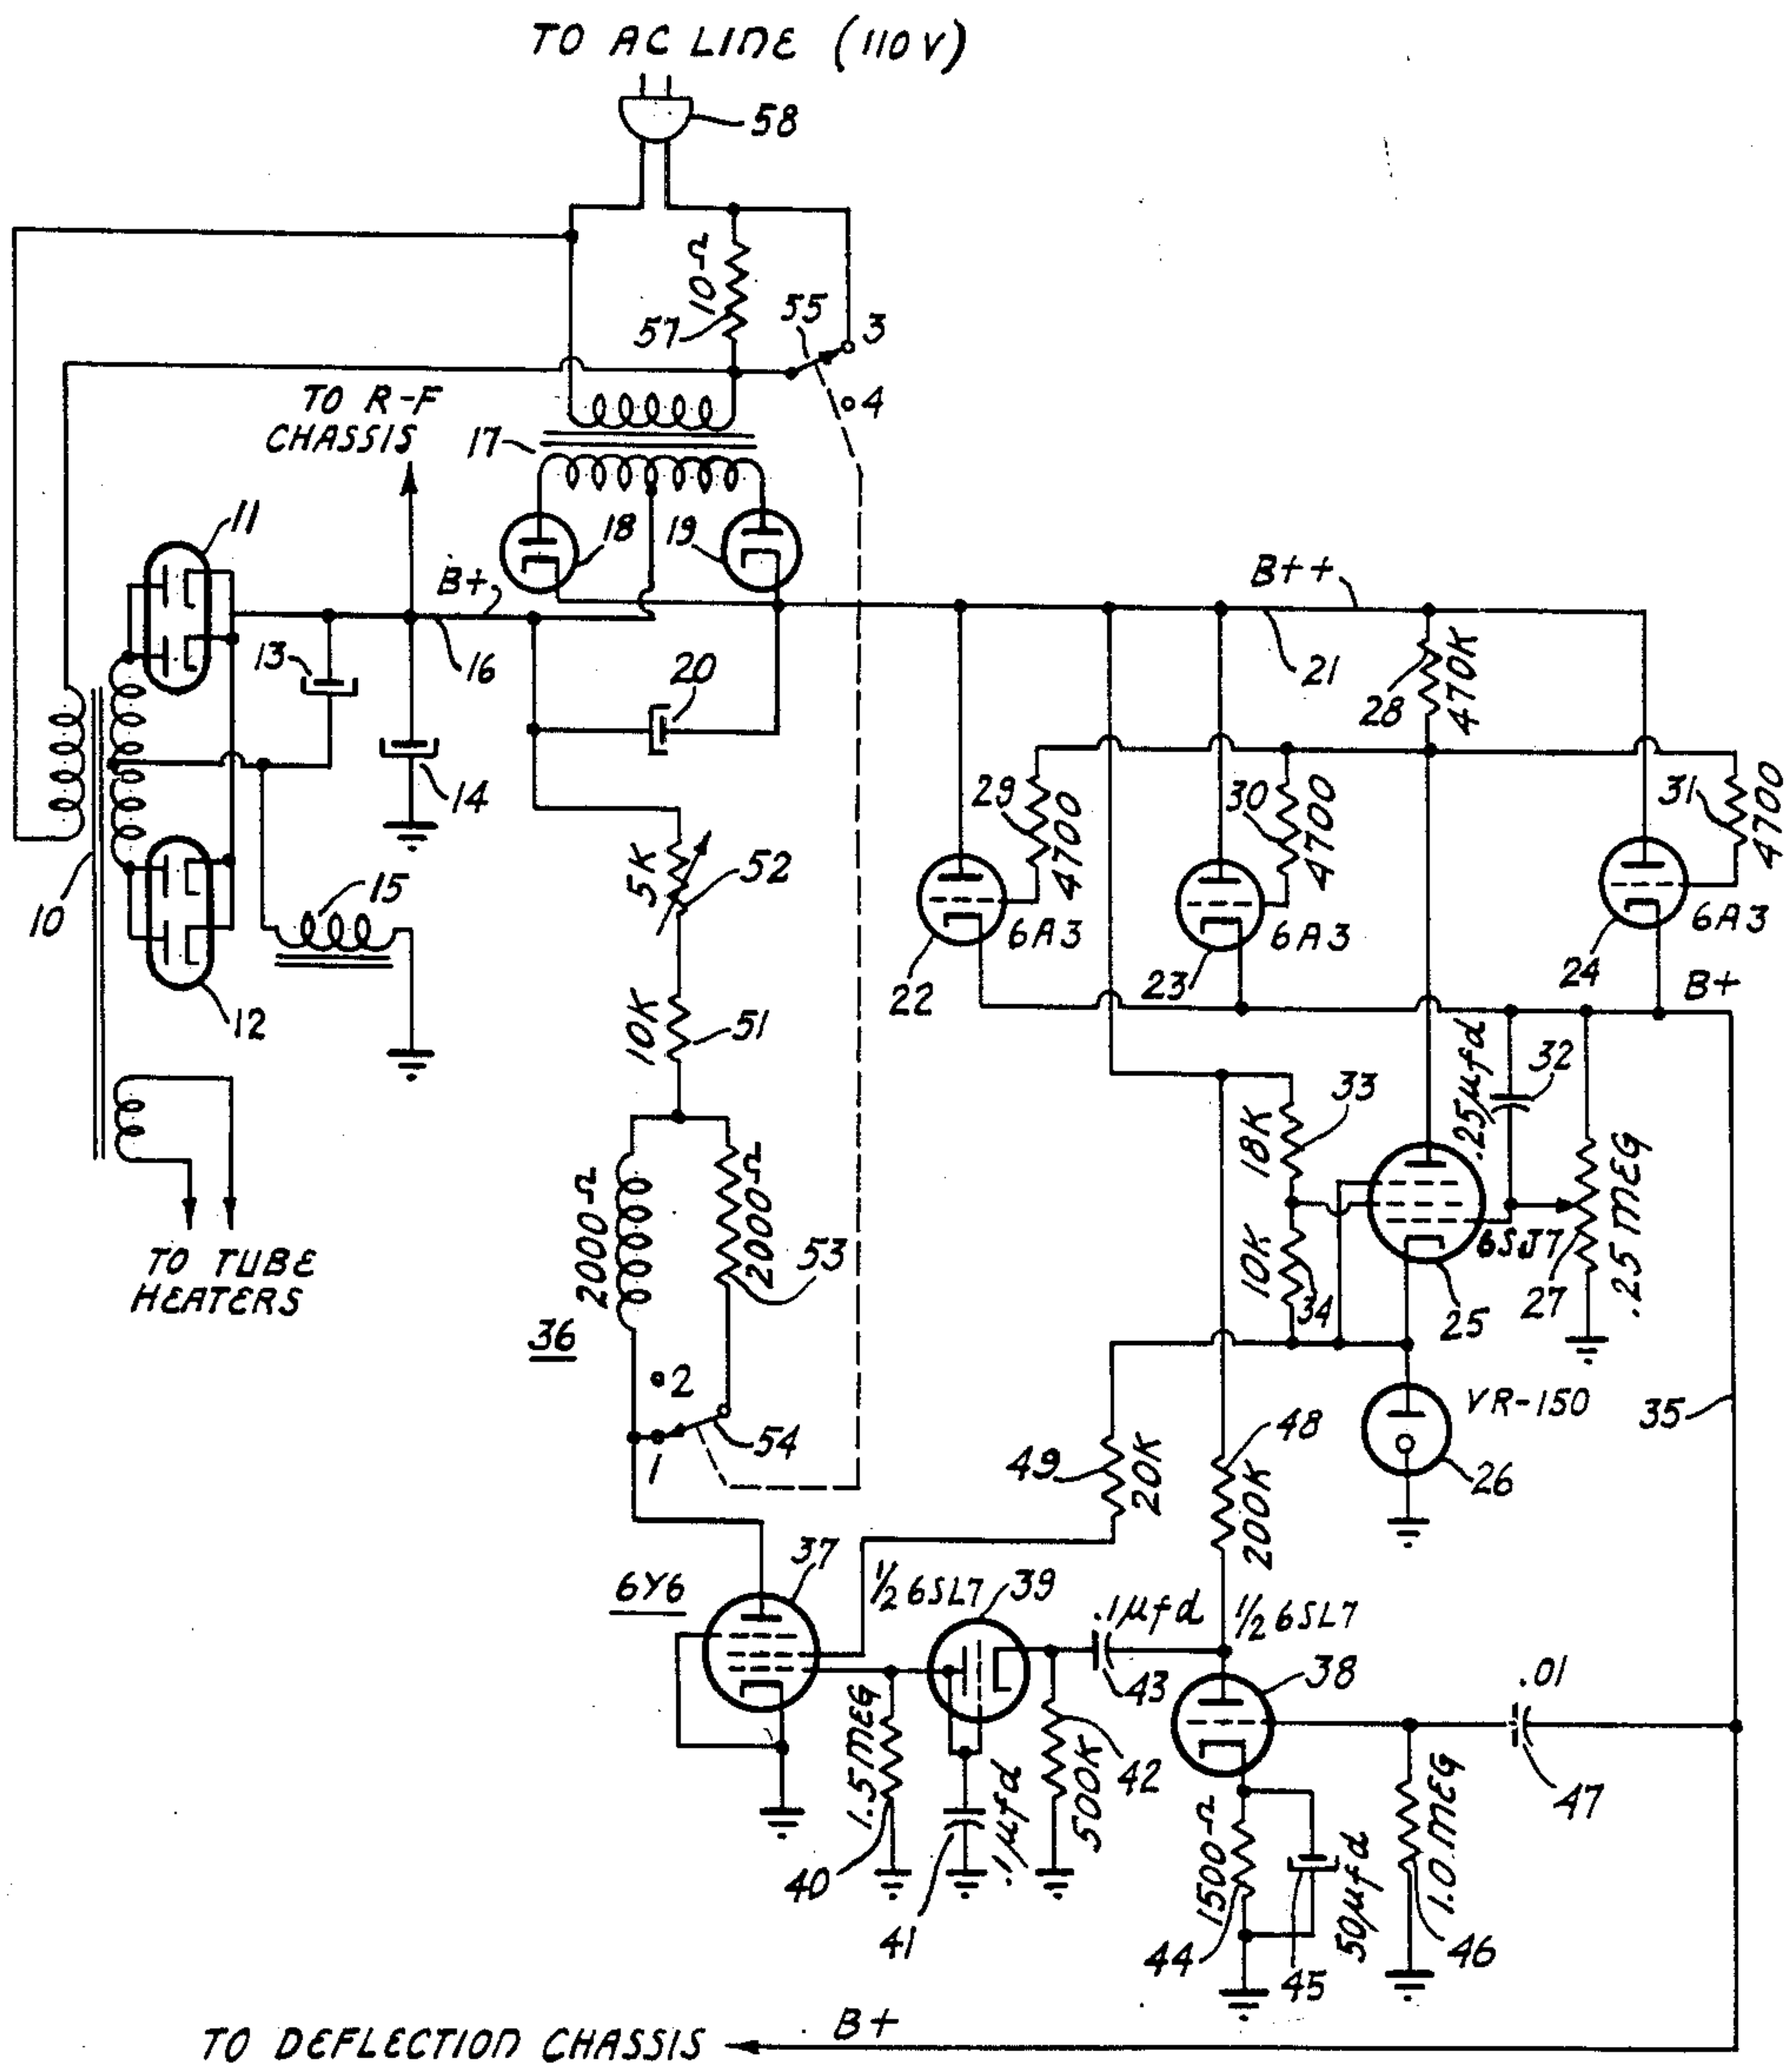 TO AC LINE (110 V)
58
10Ω
57
55
3
4
TO R-F
CHASSIS
17
11
18
19
B+
B++
13
16
20
21
28
470K
14
29
4700
30
4700
31
4700
5K
52
10
15
6A3
22
6A3
23
6A3
24
B+
12
10K
51
.25μfd
32
33
18K
.25 MEG
2000Ω
2000Ω
53
10K
34
6SJ7
25
27
TO TUBE
HEATERS
36
2
1
54
VR-150
26
35
49
20K
48
200K
37
6Y6
1/2 6SL7
39
.1μfd
43
1/2 6SL7
38
.01
47
1.5MEG
40
41
.1μfd
42
500K
1500Ω
44
45
50μfd
1.0 MEG
46
B+
TO DEFLECTION CHASSIS